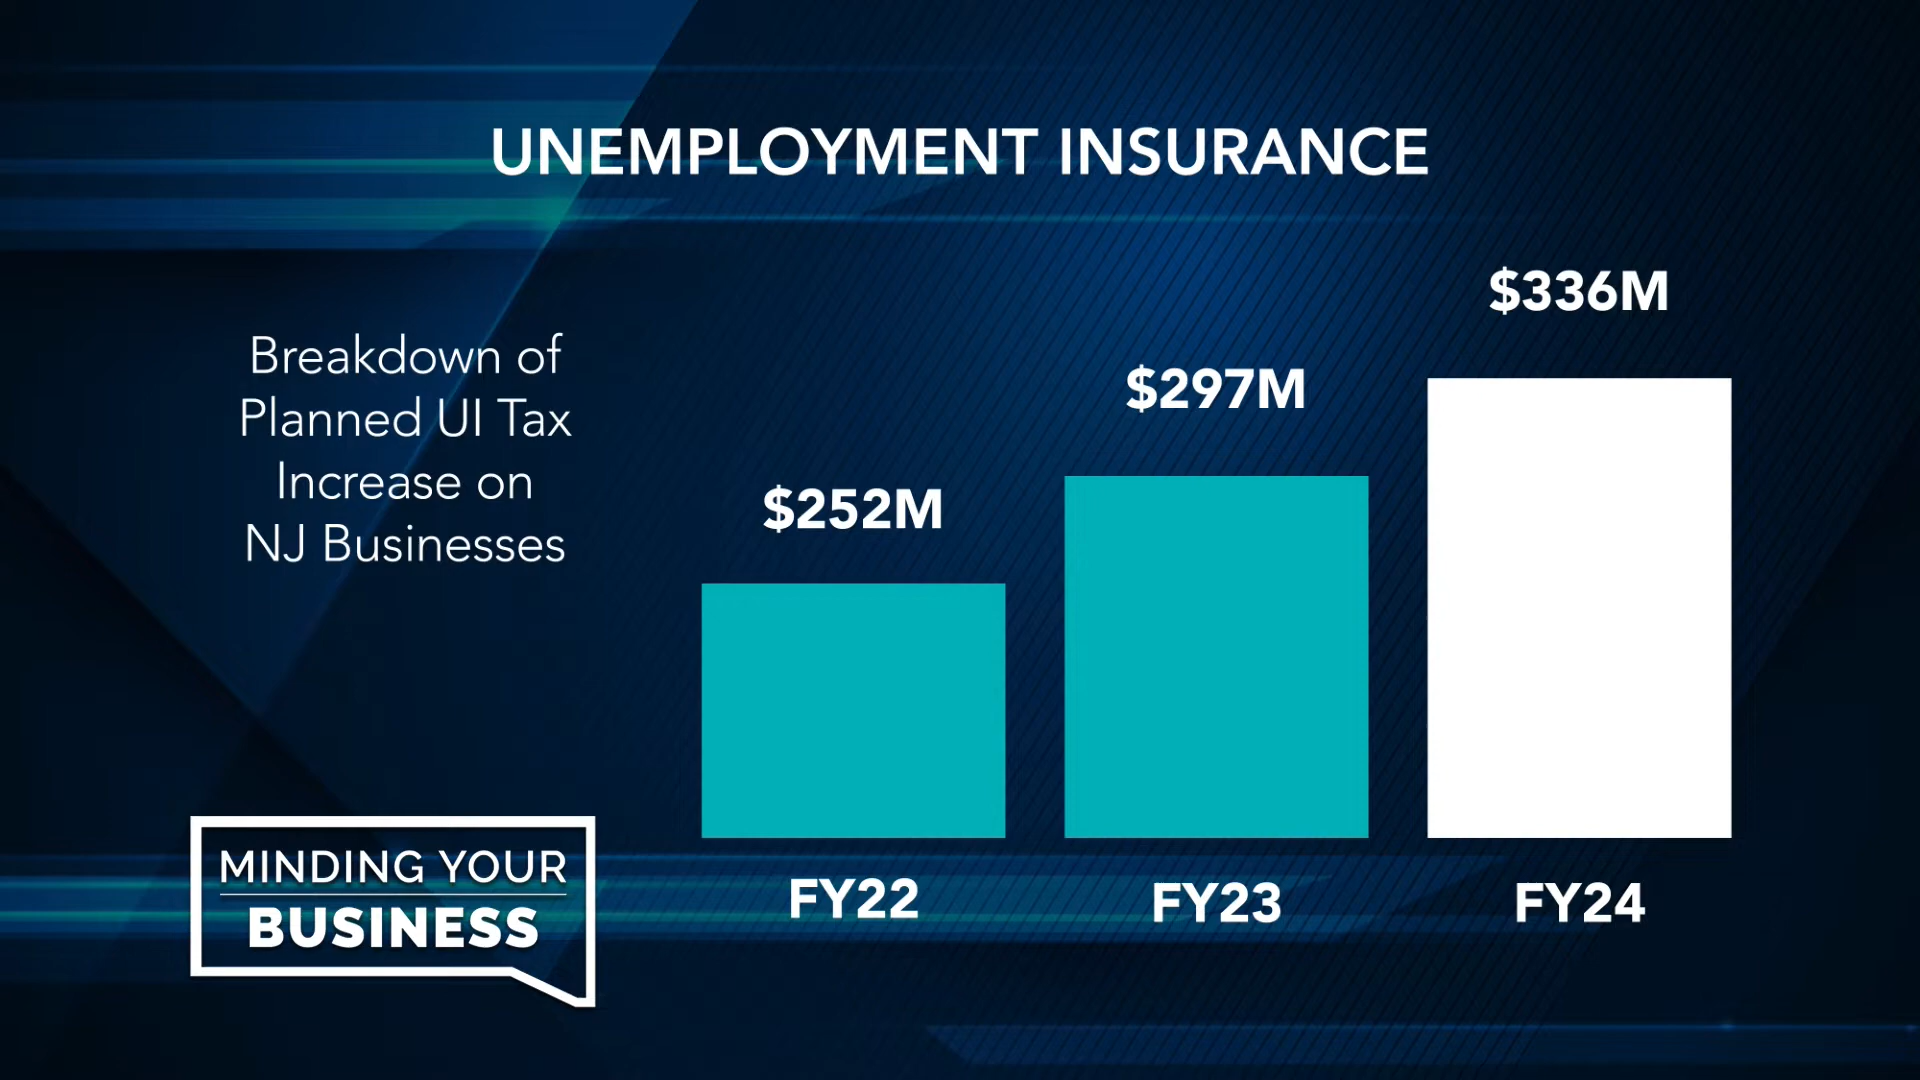 UNEMPLOYMENT INSURANCE
Breakdown of
Planned UI Tax
Increase on
NJ Businesses
$252M
$297M
$336M
FY22
FY23
FY24
MINDING YOUR
BUSINESS